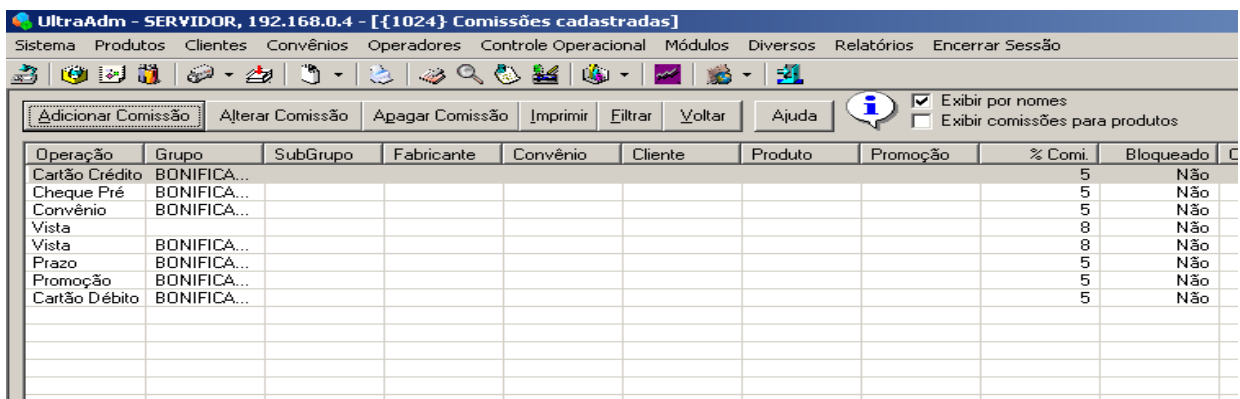 UltraAdm - SERVIDOR, 192.168.0.4 - [{1024} Comissões cadastradas]
Sistema Produtos Clientes Convênios Operadores Controle Operacional Módulos Diversos Relatórios Encerrar Sessão
Adicionar Comissão Alterar Comissão Apagar Comissão Imprimir Filtrar Voltar Ajuda
Exibir por nomes
Exibir comissões para produtos
Operação Grupo SubGrupo Fabricante Convênio Cliente Produto Promoção % Comi. Bloqueado
Cartão Crédito BONIFICA... 5 Não
Cheque Pré BONIFICA... 5 Não
Convênio BONIFICA... 5 Não
Vista 8 Não
Vista BONIFICA... 8 Não
Prazo BONIFICA... 5 Não
Promoção BONIFICA... 5 Não
Cartão Débito BONIFICA... 5 Não